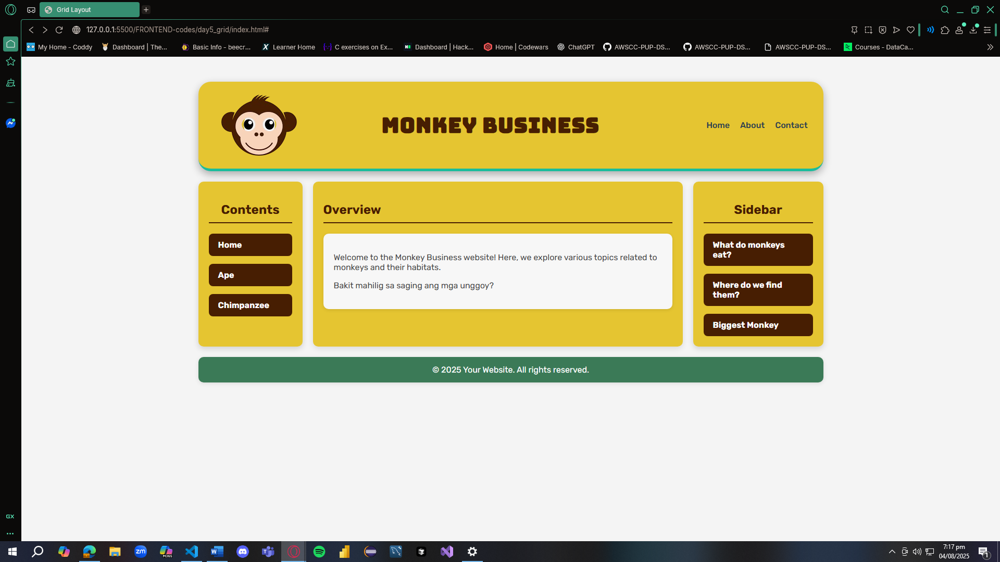 Grid Layout
127.0.0.1:5500/FRONTEND-codes/day5_grid/index.html#
My Home - Coddy Dashboard | The... Basic Info - beecr... Learner Home C exercises on Ex... Dashboard | Hack... Home | Codewars ChatGPT AWSCC-PUP-DS... AWSCC-PUP-DS... AWSCC-PUP-DS... Courses - DataCa...
MONKEY BUSINESS
Home About Contact
Contents
Home
Ape
Chimpanzee
Overview
Welcome to the Monkey Business website! Here, we explore various topics related to
monkeys and their habitats.
Bakit mahilig sa saging ang mga unggoy?
Sidebar
What do monkeys
eat?
Where do we find
them?
Biggest Monkey
© 2025 Your Website. All rights reserved.
GX
zm
M365
7:17 pm
04/08/2025
1